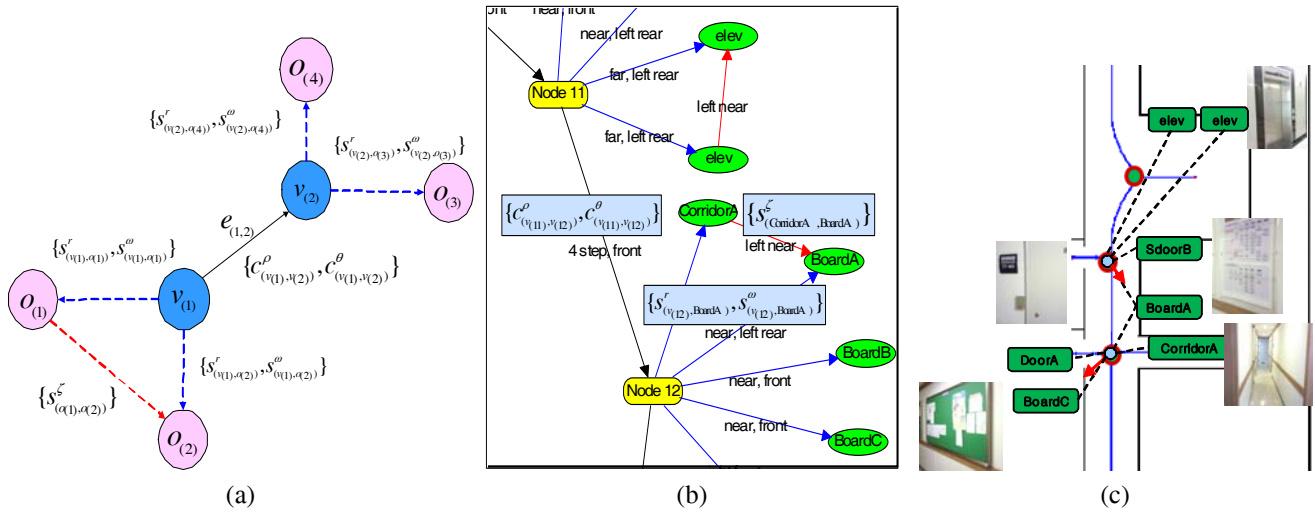 O(4)
{s^r_(v(2),o(4)), s^ω_(v(2),o(4))}
{s^r_(v(2),o(3)), s^ω_(v(2),o(3))}
v(2)
O(3)
e(1,2)
{s^r_(v(1),o(1)), s^ω_(v(1),o(1))}
{c^ρ_(v(1),v(2)), c^θ_(v(1),v(2))}
O(1)
v(1)
{s^r_(v(1),o(2)), s^ω_(v(1),o(2))}
{s^ζ_(o(1),o(2))}
O(2)
(a)
near, front
near, left rear
elev
far, left rear
Node 11
left near
far, left rear
elev
{c^ρ_(v(11),v(12)), c^θ_(v(11),v(12))}
CorridorA
{s^ζ_(CorridorA ,BoardA )}
4 step, front
left near
BoardA
{s^r_(v(12),BoardA ), s^ω_(v(12),BoardA )}
near, left rear
BoardB
near, front
Node 12
near, front
BoardC
(b)
elev
elev
SdoorB
BoardA
DoorA
CorridorA
BoardC
(c)